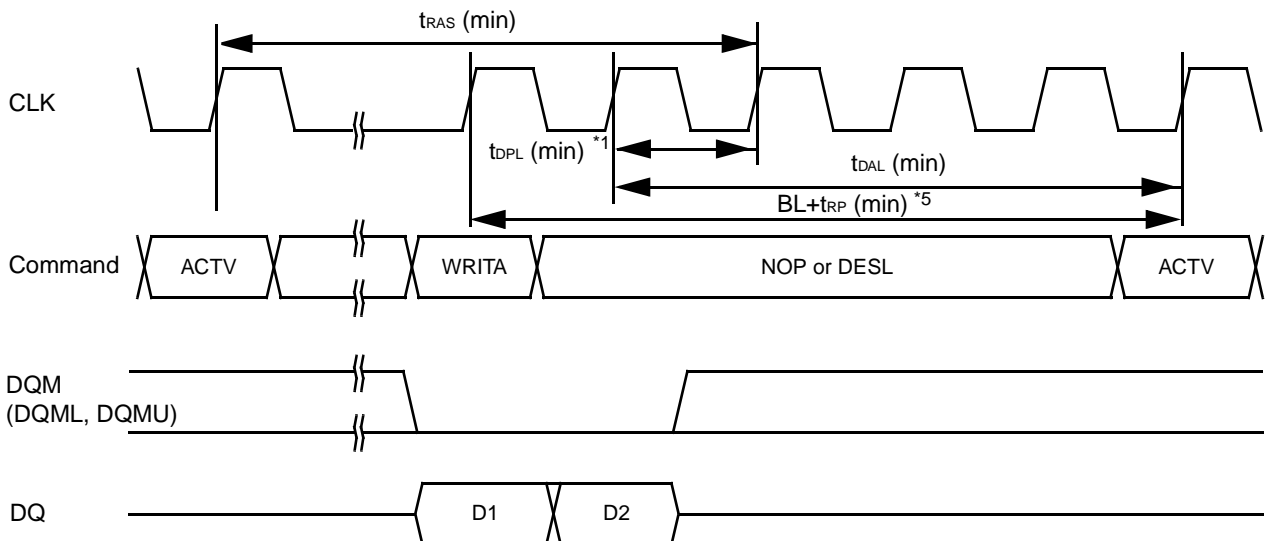 tRAS (min)
CLK
tDPL (min) *1
tDAL (min)
BL+tRP (min) *5
Command
ACTV
WRITA
NOP or DESL
ACTV
DQM
(DQML, DQMU)
DQ
D1
D2